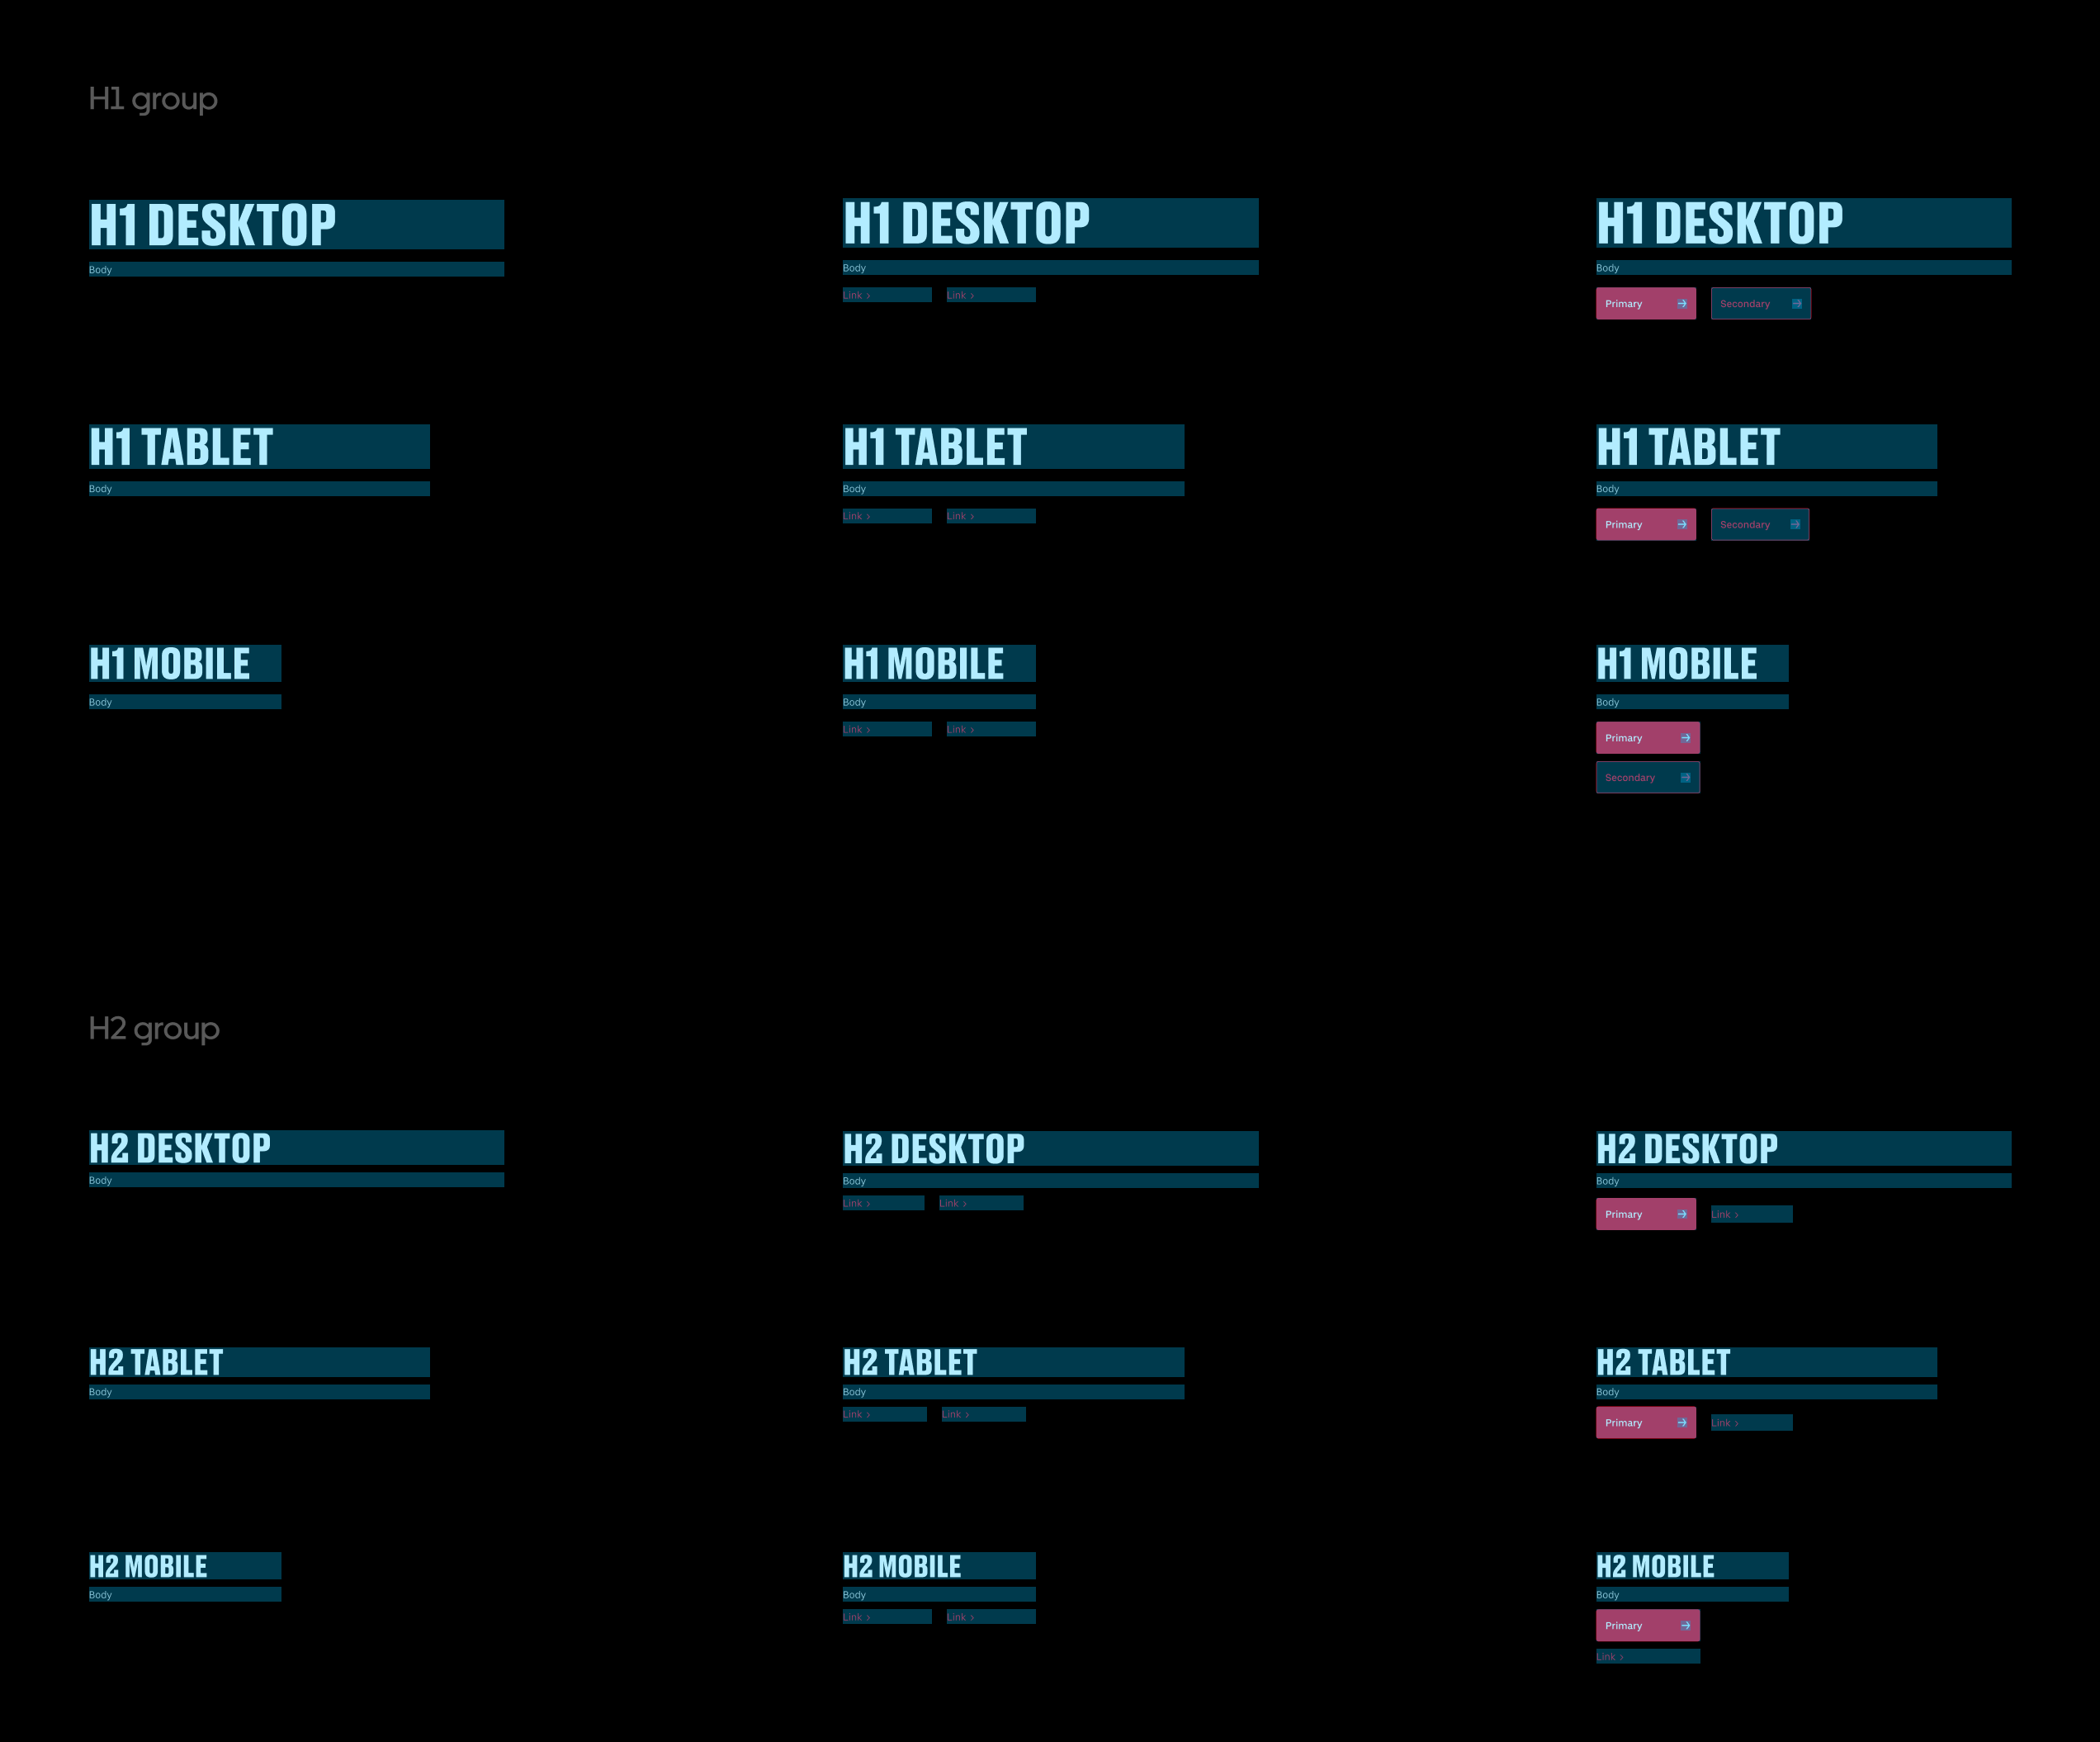 H1 group
H1 DESKTOP
Body
H1 DESKTOP
Body
Link > Link >
H1 DESKTOP
Body
Primary → Secondary →
H1 TABLET
Body
H1 TABLET
Body
Link > Link >
H1 TABLET
Body
Primary → Secondary →
H1 MOBILE
Body
H1 MOBILE
Body
Link > Link >
H1 MOBILE
Body
Primary →
Secondary →
H2 group
H2 DESKTOP
Body
H2 DESKTOP
Body
Link > Link >
H2 DESKTOP
Body
Primary → Link >
H2 TABLET
Body
H2 TABLET
Body
Link > Link >
H2 TABLET
Body
Primary → Link >
H2 MOBILE
Body
H2 MOBILE
Body
Link > Link >
H2 MOBILE
Body
Primary →
Link >